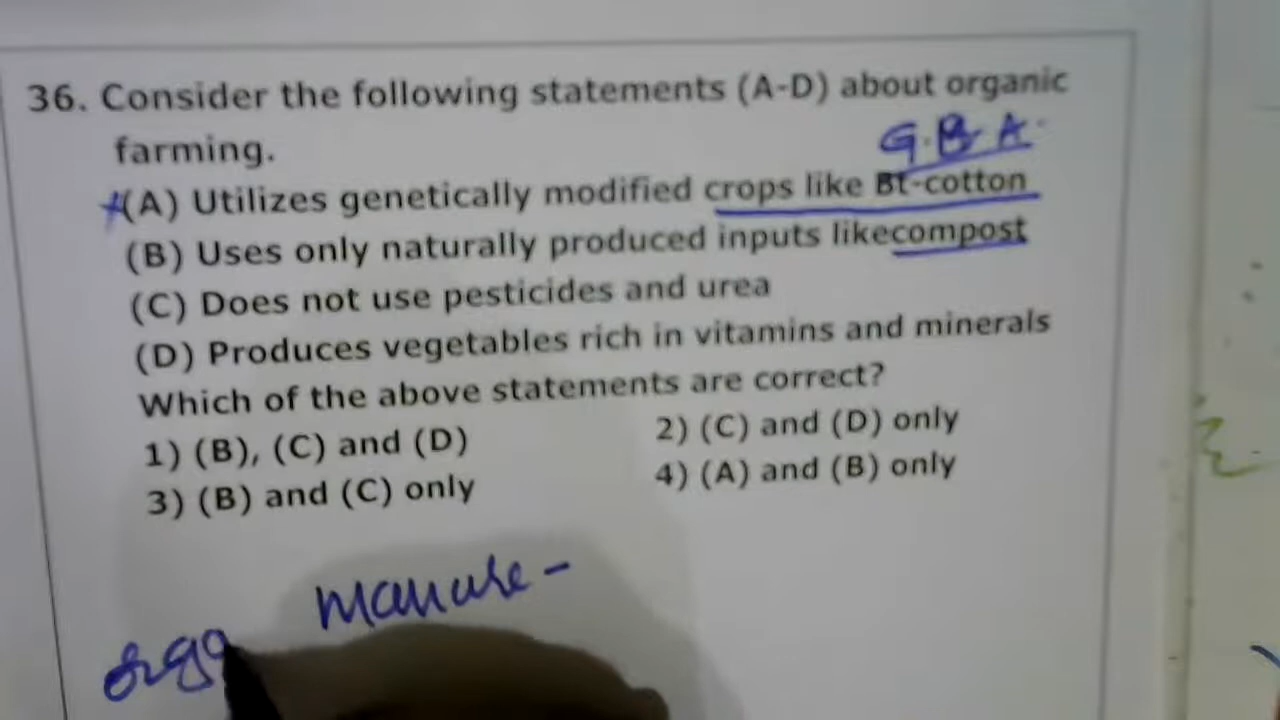 36. Consider the following statements (A-D) about organic
farming.
G.B A.
(A) Utilizes genetically modified crops like Bt-cotton
(B) Uses only naturally produced inputs likecompost
(C) Does not use pesticides and urea
(D) Produces vegetables rich in vitamins and minerals
Which of the above statements are correct?
1) (B), (C) and (D)
2) (C) and (D) only
3) (B) and (C) only
4) (A) and (B) only
manure -